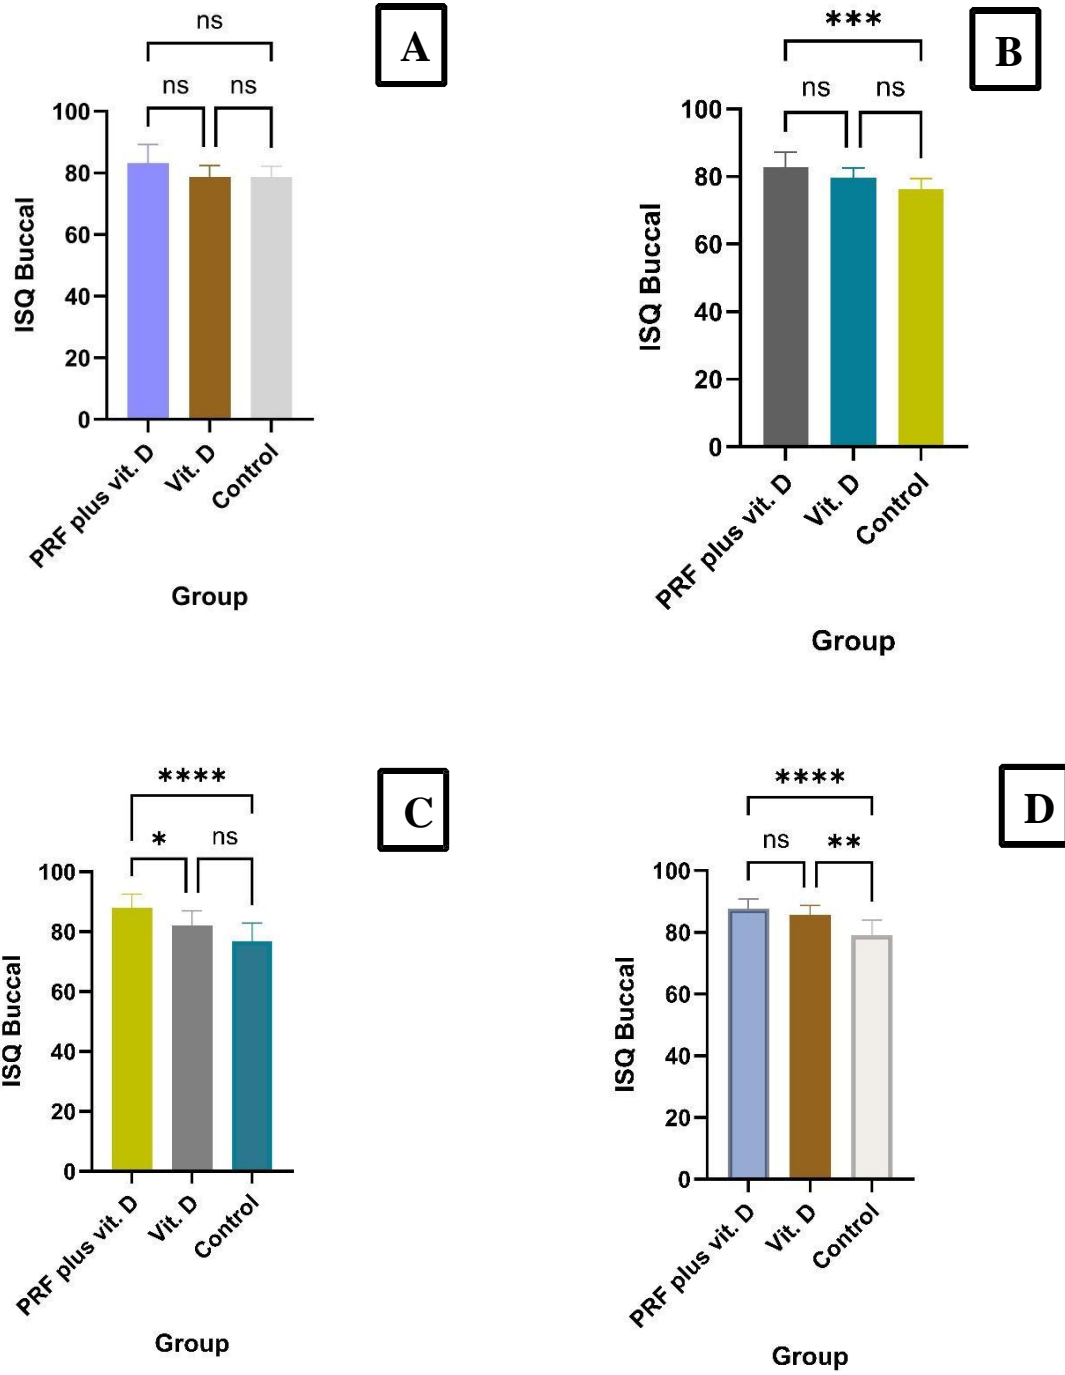 ns
A
ns ns
100
80
60
40
20
0
ISQ Buccal
PRF plus vit. D
Vit. D
Control
Group
***
B
ns ns
100
80
60
40
20
0
ISQ Buccal
PRF plus vit. D
Vit. D
Control
Group
****
C
* ns
100
80
60
40
20
0
ISQ Buccal
PRF plus vit. D
Vit. D
Control
Group
****
D
ns **
100
80
60
40
20
0
ISQ Buccal
PRF plus vit. D
Vit. D
Control
Group